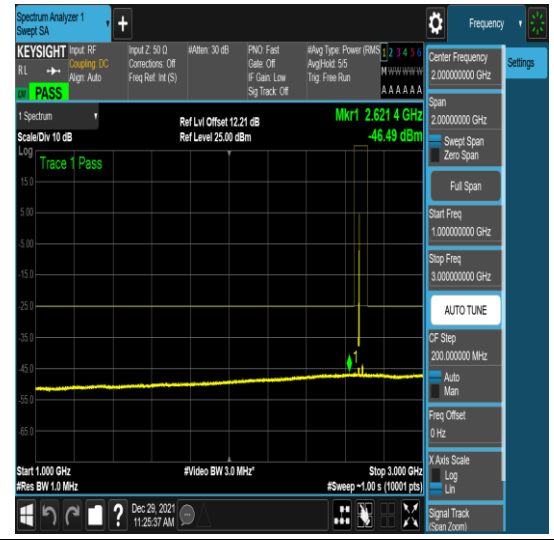 Spectrum Analyzer 1
Swept SA
+
Frequency
KEYSIGHT
RL
PASS
Input: RF
Coupling: DC
Align: Auto
Input Z: 50 Ω
Corrections: Off
Freq Ref: Int (S)
#Atten: 30 dB
PNO: Fast
Gate: Off
IF Gain: Low
Sig Track: Off
#Avg Type: Power (RMS
Avg|Hold: 5/5
Trig: Free Run
1 2 3 4 5 6
M W W W W W
A A A A A A
1 Spectrum
Scale/Div 10 dB
Ref Lvl Offset 12.21 dB
Ref Level 25.00 dBm
Mkr1 2.621 4 GHz
-46.49 dBm
Log
Trace 1 Pass
15.0
5.00
-5.00
-15.0
-25.0
-35.0
-45.0
-55.0
-65.0
1
Start 1.000 GHz
#Res BW 1.0 MHz
#Video BW 3.0 MHz*
Stop 3.000 GHz
#Sweep ~1.00 s (10001 pts)
?
Dec 29, 2021
11:25:37 AM
Center Frequency
2.000000000 GHz
Settings
Span
2.00000000 GHz
Swept Span
Zero Span
Full Span
Start Freq
1.000000000 GHz
Stop Freq
3.000000000 GHz
AUTO TUNE
CF Step
200.000000 MHz
Auto
Man
Freq Offset
0 Hz
X Axis Scale
Log
Lin
Signal Track
(Span Zoom)